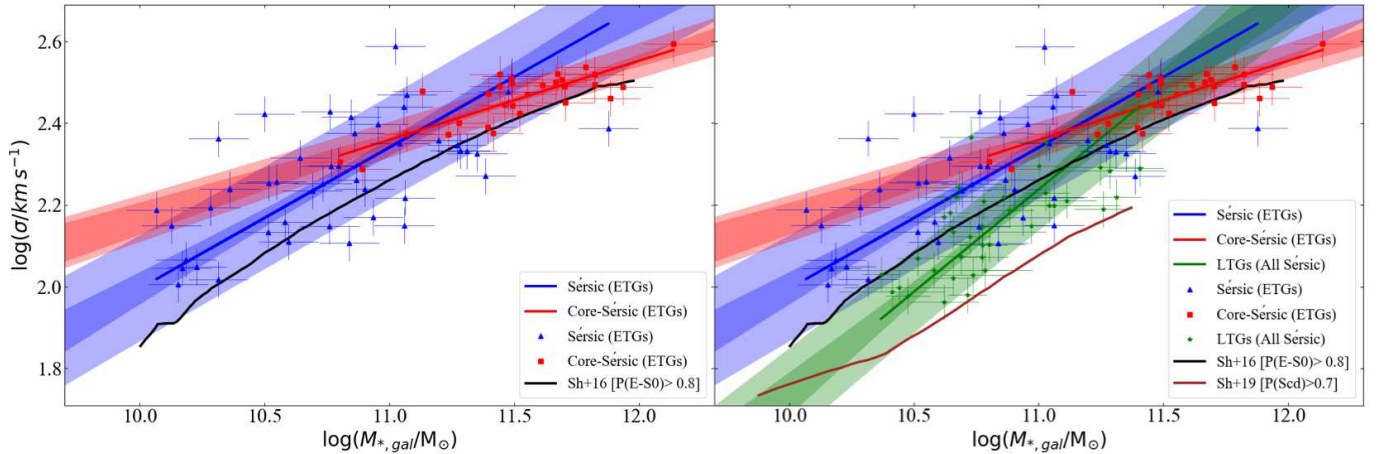 2.6
2.4
2.2
2.0
1.8
log(σ/km s⁻¹)
Sérsic (ETGs)
Core-Sérsic (ETGs)
Sérsic (ETGs)
Core-Sérsic (ETGs)
Sh+16 [P(E-S0)> 0.8]
10.0 10.5 11.0 11.5 12.0
log(M*,gal/M⊙)
Sérsic (ETGs)
Core-Sérsic (ETGs)
LTGs (All Sérsic)
Sérsic (ETGs)
Core-Sérsic (ETGs)
LTGs (All Sérsic)
Sh+16 [P(E-S0)> 0.8]
Sh+19 [P(Scd)>0.7]
10.0 10.5 11.0 11.5 12.0
log(M*,gal/M⊙)